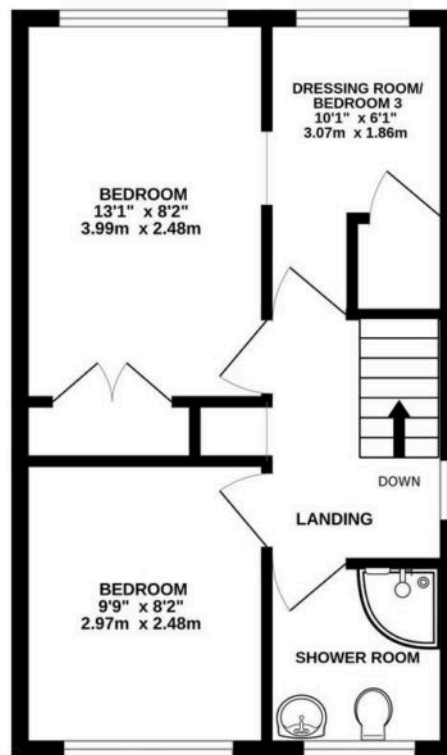 DRESSING ROOM/
BEDROOM 3
10'1" x 6'1"
3.07m x 1.86m
BEDROOM
13'1" x 8'2"
3.99m x 2.48m
DOWN
LANDING
BEDROOM
9'9" x 8'2"
2.97m x 2.48m
SHOWER ROOM